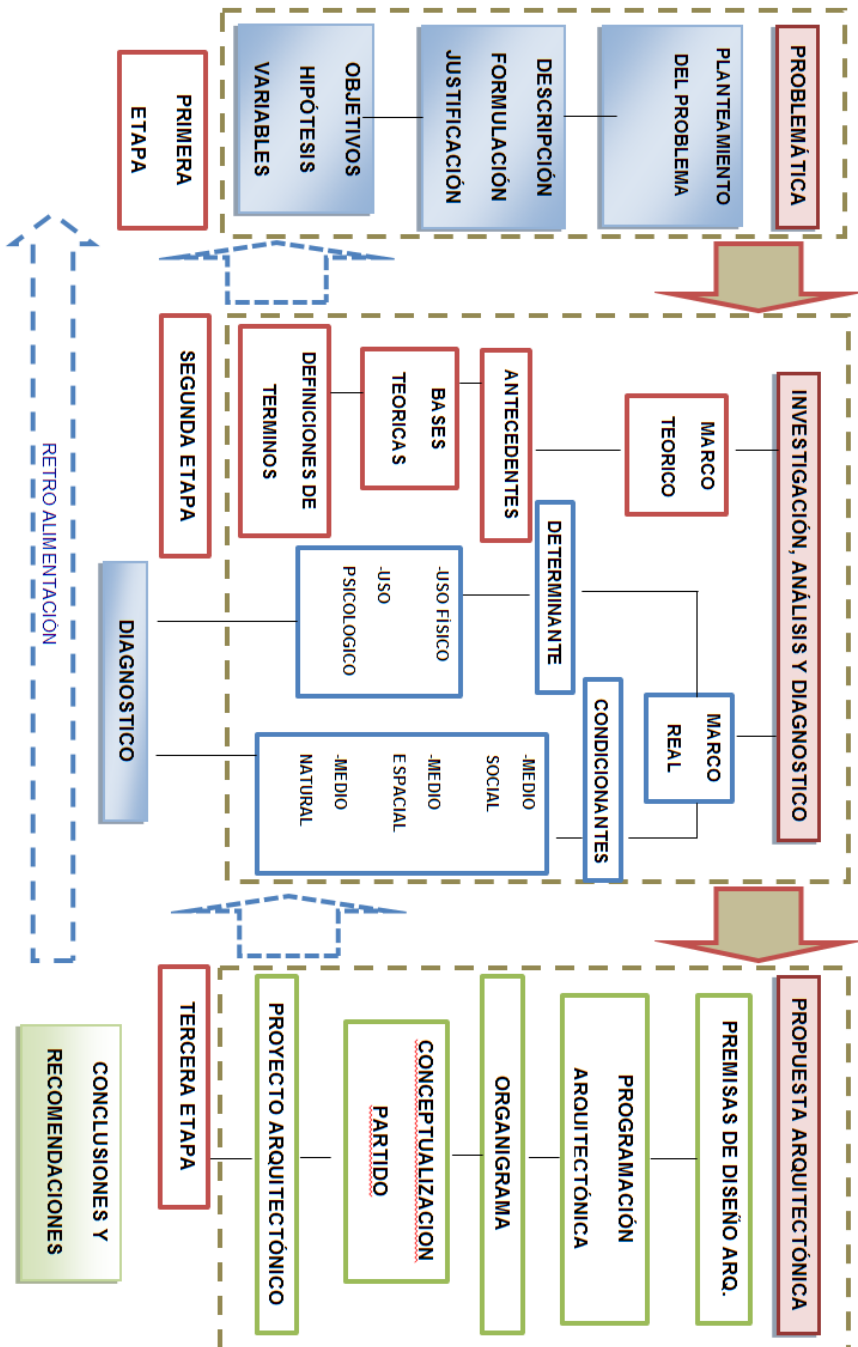 PROBLEMÁTICA
PLANTEAMIENTO
DEL PROBLEMA
DESCRIPCIÓN
FORMULACIÓN
JUSTIFICACIÓN
OBJETIVOS
HIPÓTESIS
VARIABLES
PRIMERA
ETAPA
INVESTIGACIÓN, ANÁLISIS Y DIAGNOSTICO
MARCO
TEORICO
ANTECEDENTES
BASES
TEORICAS
DEFINICIONES DE
TERMINOS
MARCO
REAL
DETERMINANTE
-USO FÍSICO
-USO
PSICOLOGICO
CONDICIONANTES
-MEDIO
SOCIAL
-MEDIO
ESPACIAL
-MEDIO
NATURAL
SEGUNDA ETAPA
DIAGNOSTICO
PROPUESTA ARQUITECTÓNICA
PREMISAS DE DISEÑO ARQ.
PROGRAMACIÓN
ARQUITECTÓNICA
ORGANIGRAMA
CONCEPTUALIZACION
PARTIDO
PROYECTO ARQUITECTÓNICO
TERCERA ETAPA
CONCLUSIONES Y
RECOMENDACIONES
RETRO ALIMENTACIÓN